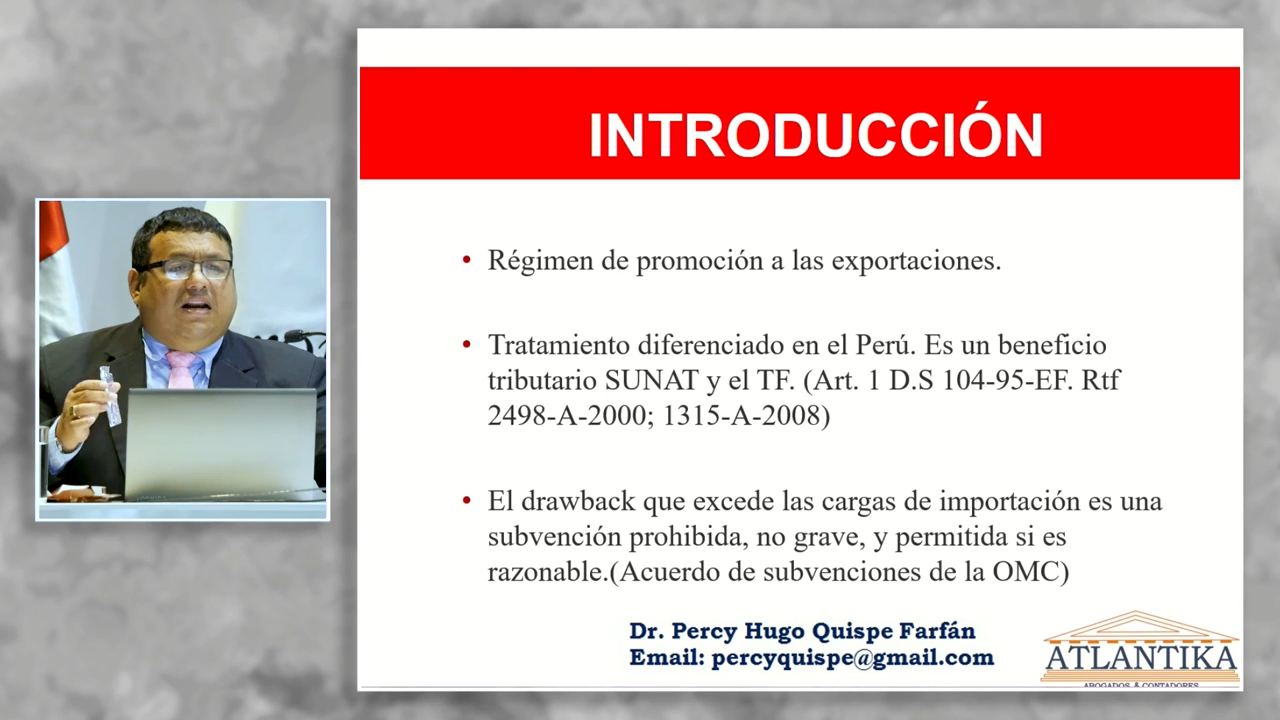 INTRODUCCIÓN
• Régimen de promoción a las exportaciones.
• Tratamiento diferenciado en el Perú. Es un beneficio
tributario SUNAT y el TF. (Art. 1 D.S 104-95-EF. Rtf
2498-A-2000; 1315-A-2008)
• El drawback que excede las cargas de importación es una
subvención prohibida, no grave, y permitida si es
razonable.(Acuerdo de subvenciones de la OMC)
Dr. Percy Hugo Quispe Farfán
Email: percyquispe@gmail.com
ATLANTIKA
ABOGADOS & CONTADORES